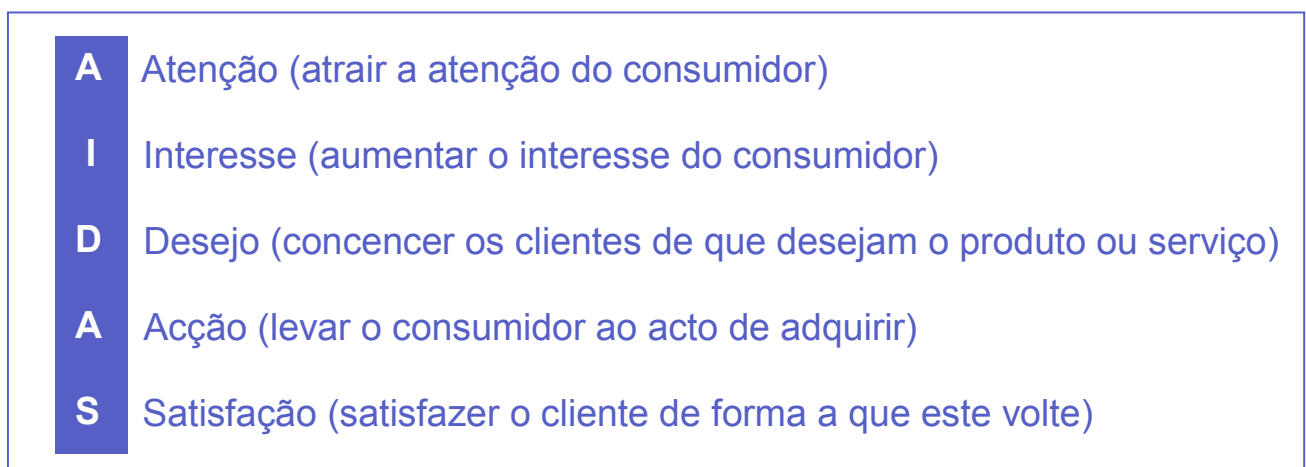 A Atenção (atrair a atenção do consumidor)
I Interesse (aumentar o interesse do consumidor)
D Desejo (concencer os clientes de que desejam o produto ou serviço)
A Acção (levar o consumidor ao acto de adquirir)
S Satisfação (satisfazer o cliente de forma a que este volte)